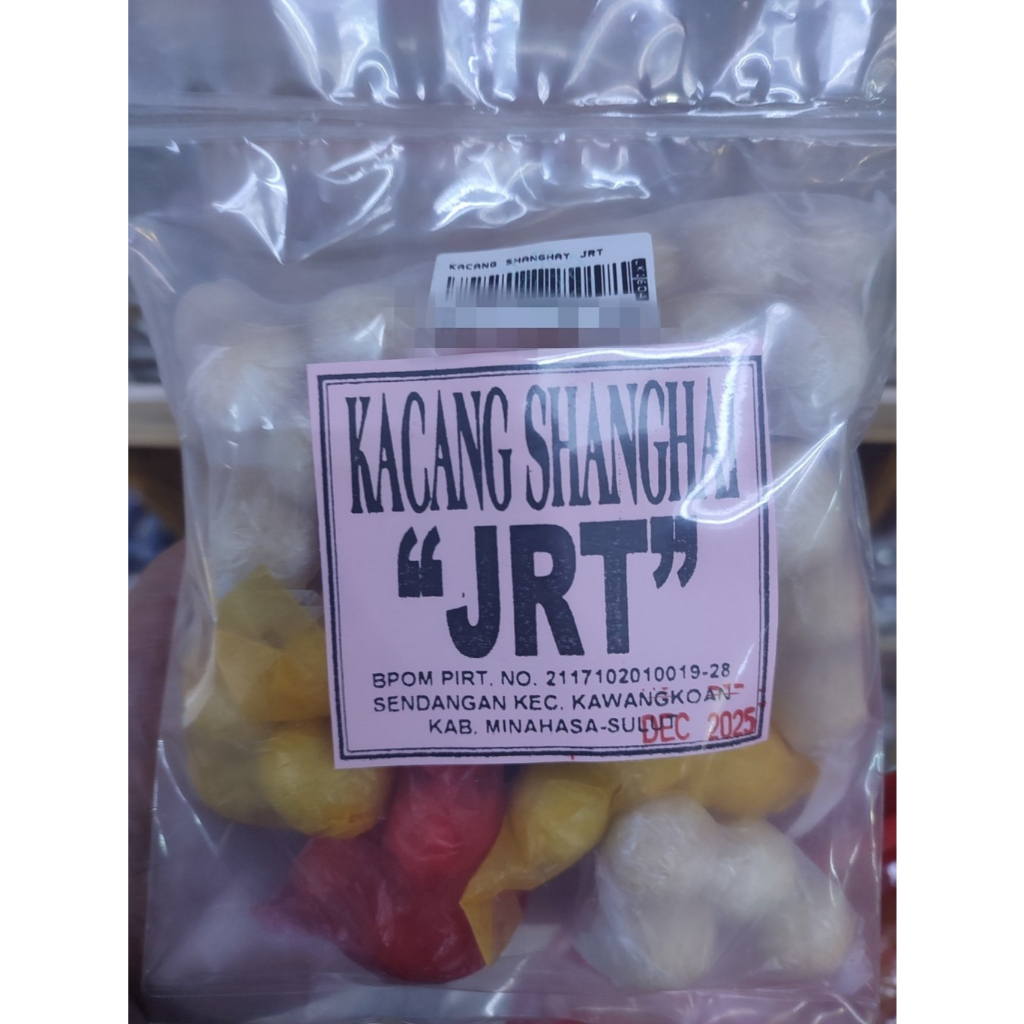 KACANG SHANGHAY JRT
KACANG SHANGHAI
“JRT”
BPOM PIRT. NO. 2117102010019-28
SENDANGAN KEC. KAWANGKOAN
KAB. MINAHASA-SULUT
DEC 2025